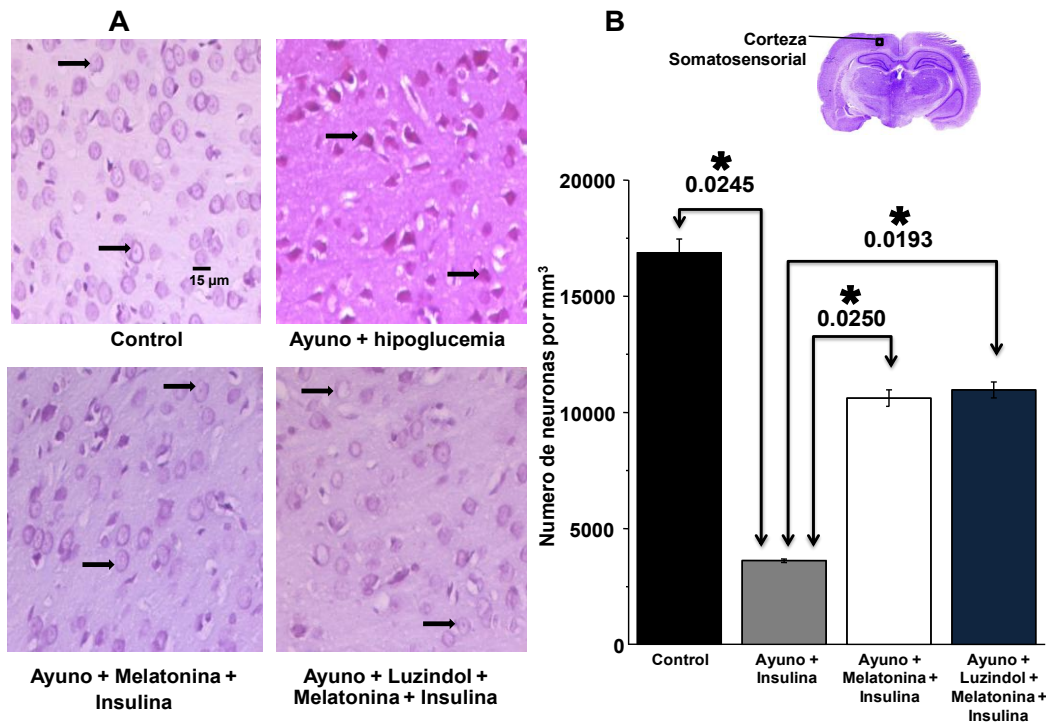 A
15 µm
Control
Ayuno + hipoglucemia
Ayuno + Melatonina +
Insulina
Ayuno + Luzindol +
Melatonina + Insulina
B
Corteza
Somatosensorial
*
0.0245
*
0.0193
*
0.0250
Numero de neuronas por mm³
20000
15000
10000
5000
0
Control
Ayuno +
Insulina
Ayuno +
Melatonina +
Insulina
Ayuno +
Luzindol +
Melatonina +
Insulina